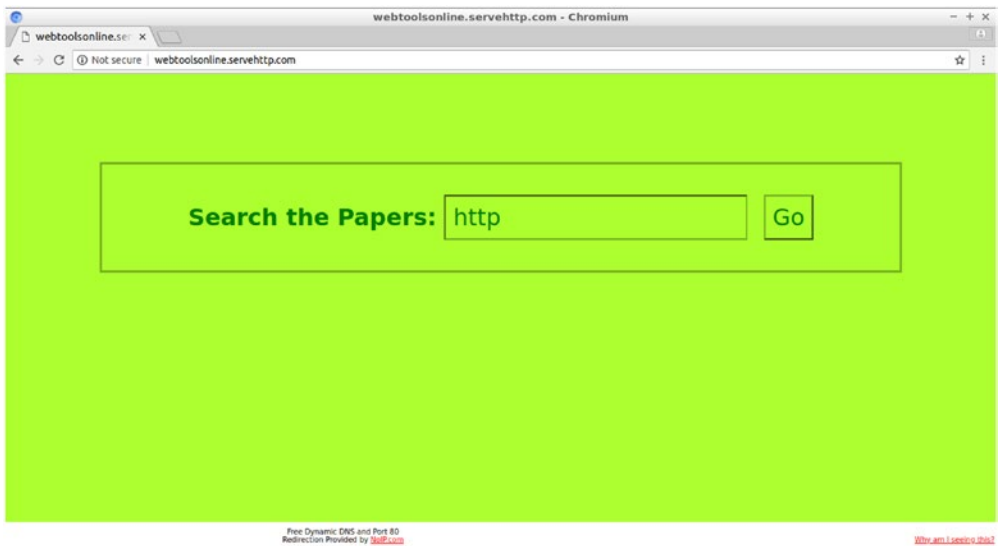 webtoolsonline.servehttp.com - Chromium
webtoolsonline.ser
Not secure | webtoolsonline.servehttp.com
Search the Papers: http Go
Free Dynamic DNS and Port 80
Redirection Provided by NoIP.com
Why am I seeing this?